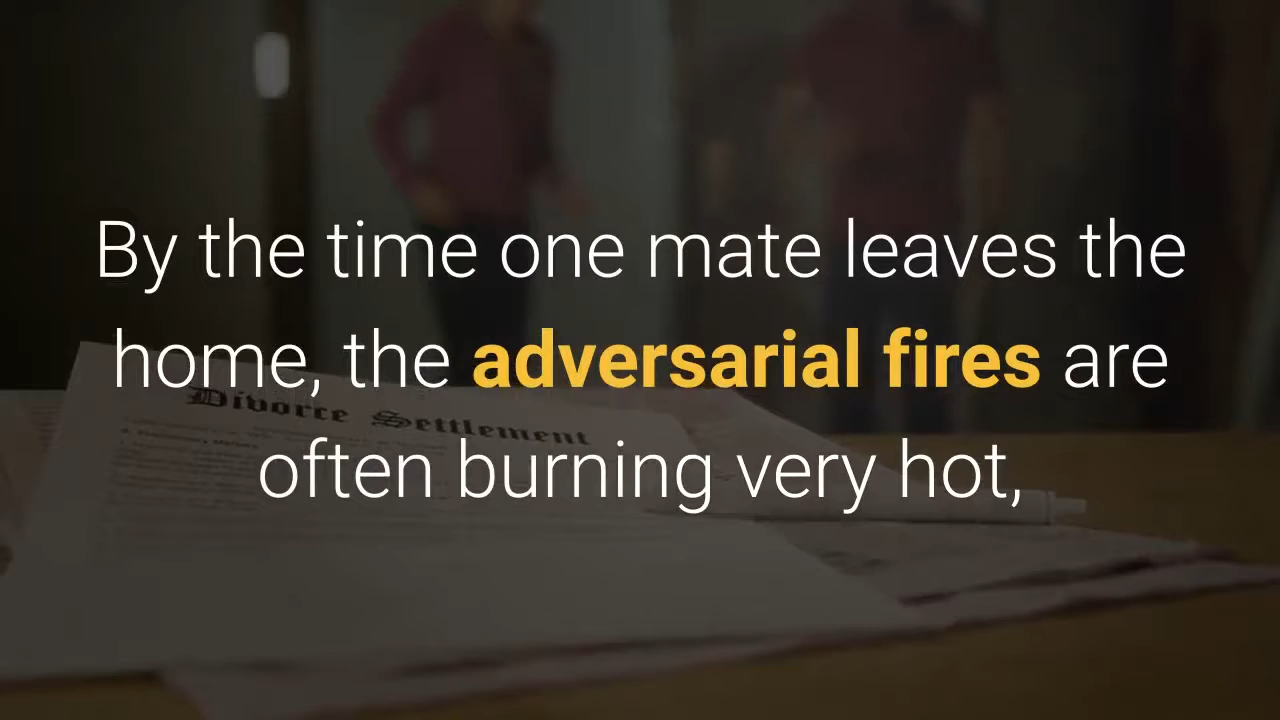 By the time one mate leaves the
home, the adversarial fires are
often burning very hot,
Divorce Settlement